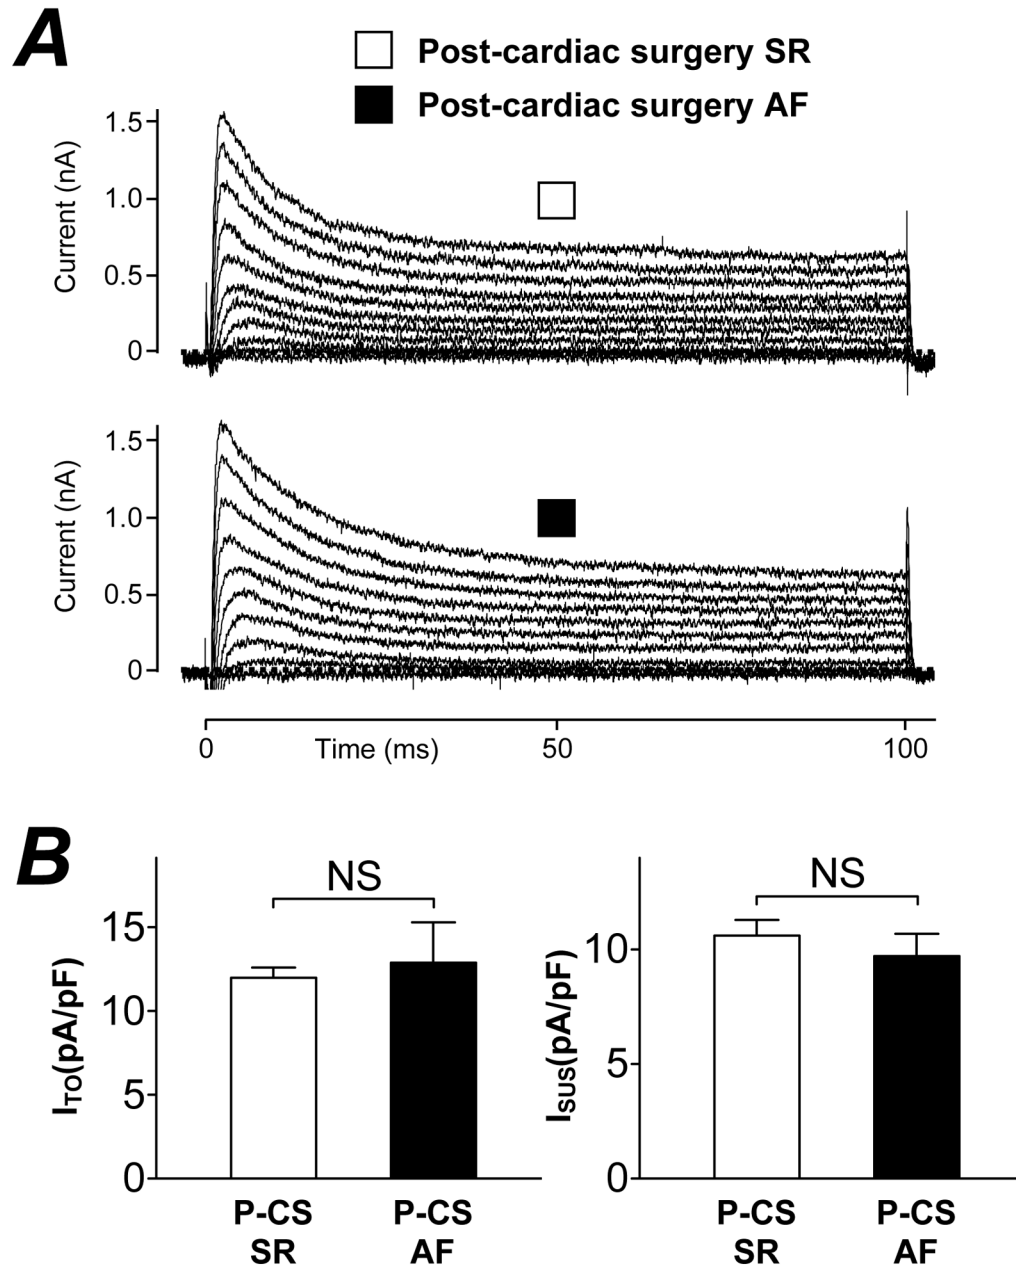 A
Post-cardiac surgery SR
Post-cardiac surgery AF
Current (nA)
1.5
1.0
0.5
0
Current (nA)
1.5
1.0
0.5
0
0
Time (ms)
50
100
B
NS
I_TO(pA/pF)
15
10
5
0
P-CS
SR
P-CS
AF
NS
I_SUS(pA/pF)
10
5
0
P-CS
SR
P-CS
AF